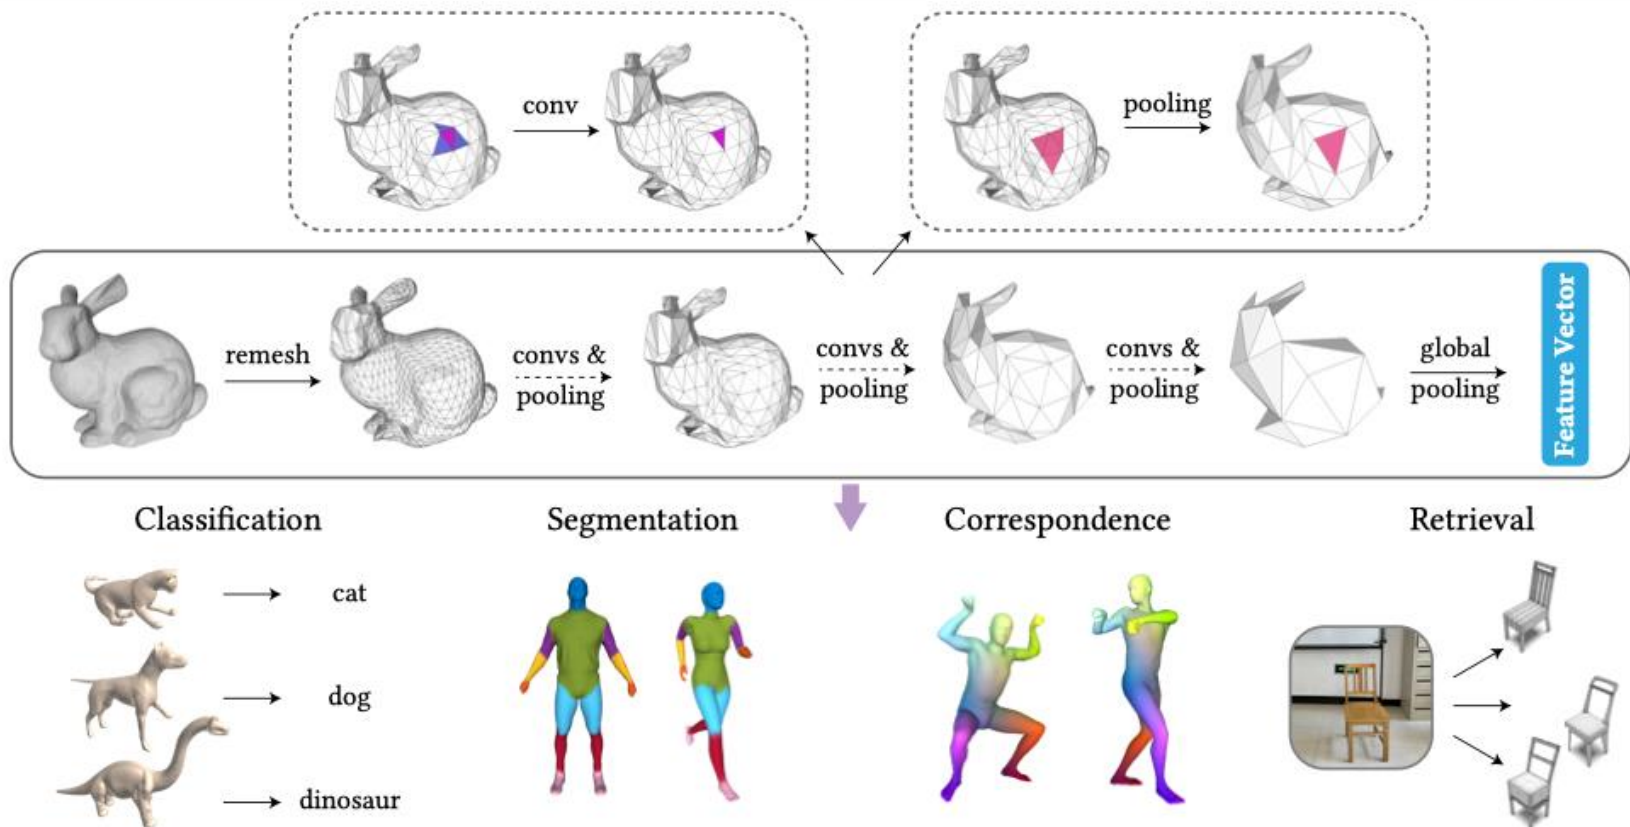 conv
pooling
remesh
convs &
pooling
convs &
pooling
convs &
pooling
global
pooling
Feature Vector
Classification
Segmentation
Correspondence
Retrieval
cat
dog
dinosaur